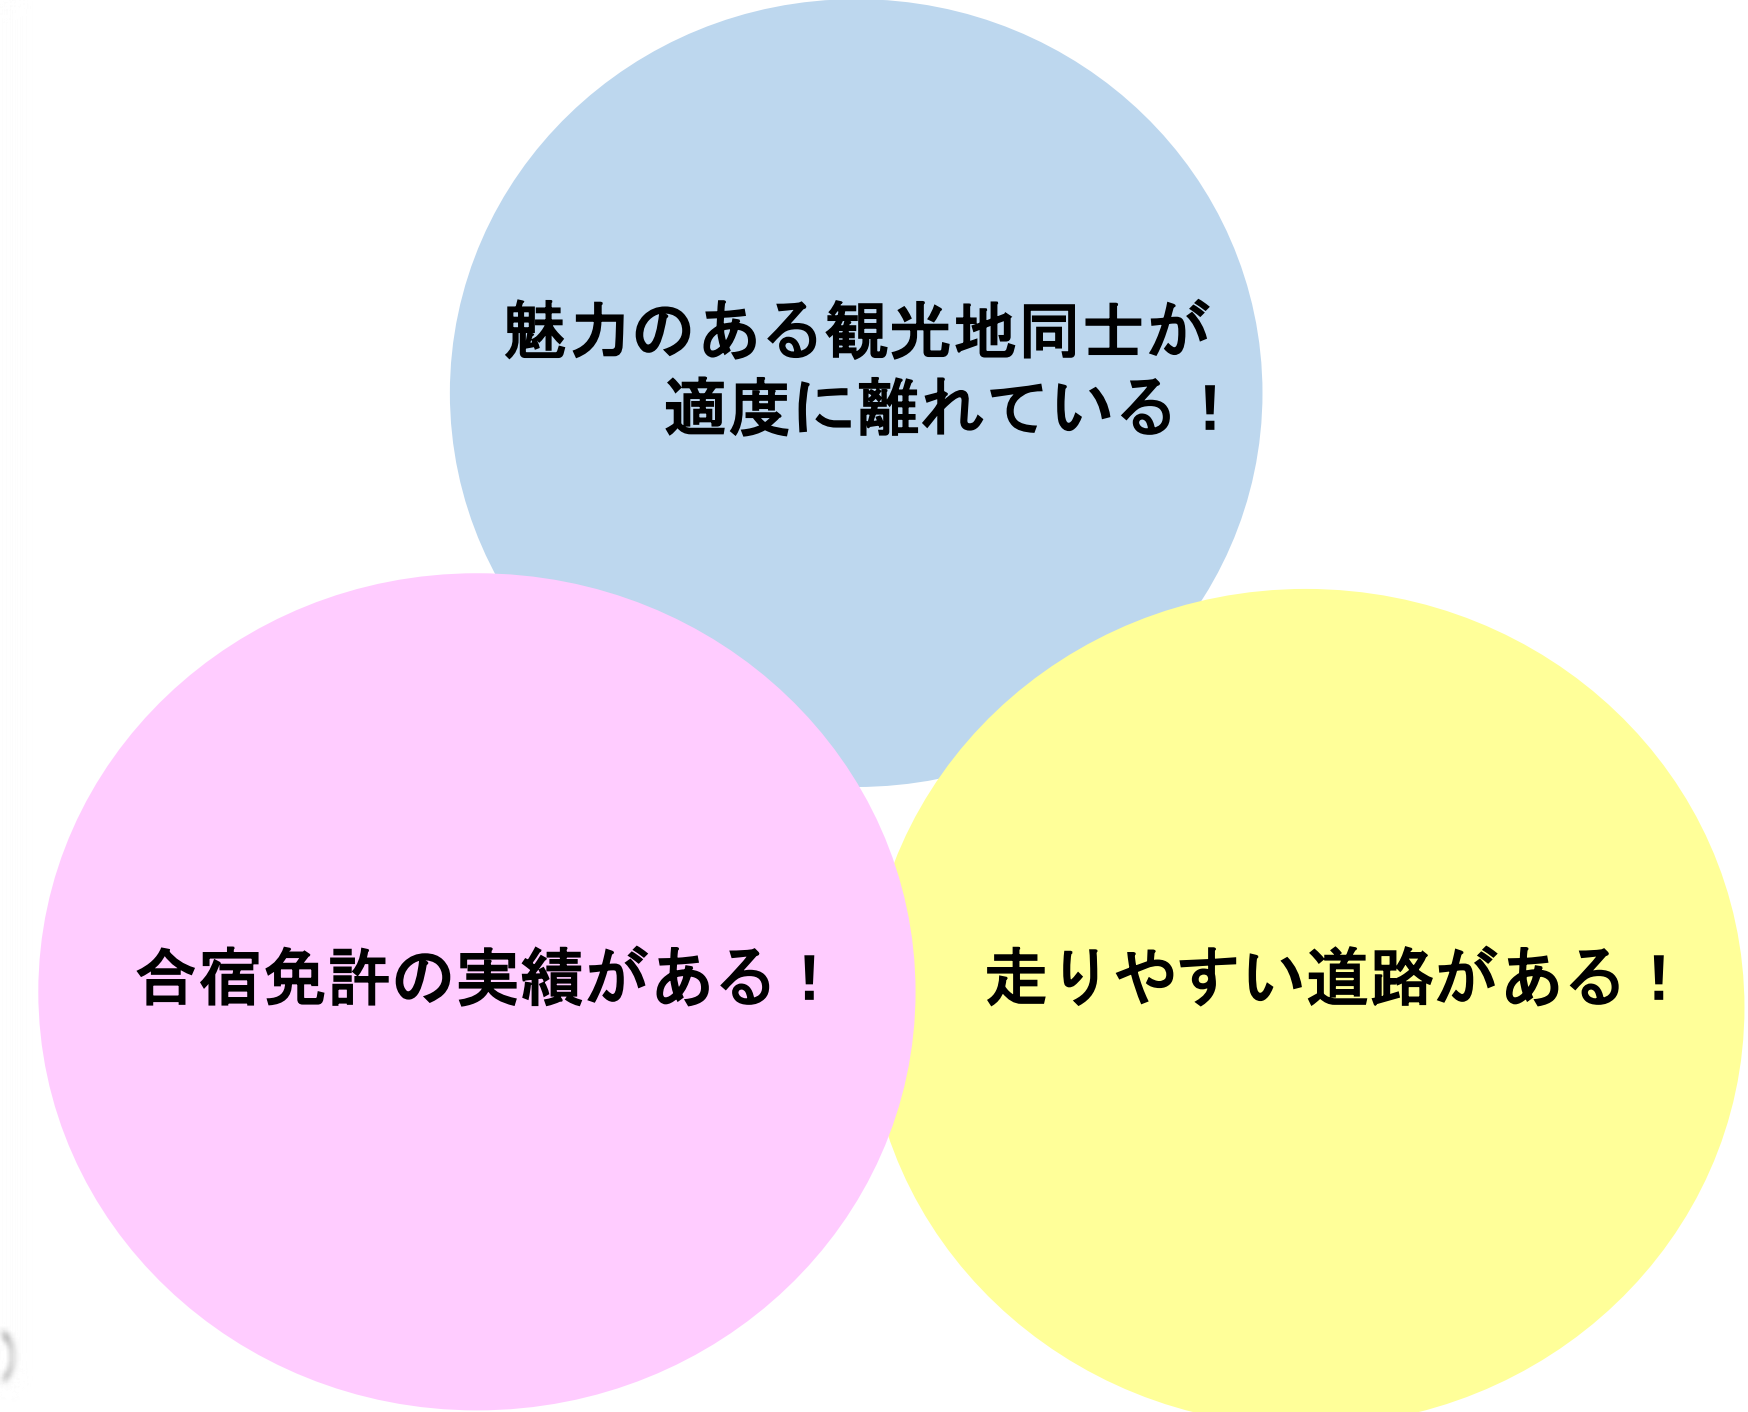 魅力のある観光地同士が
適度に離れている！
合宿免許の実績がある！
走りやすい道路がある！